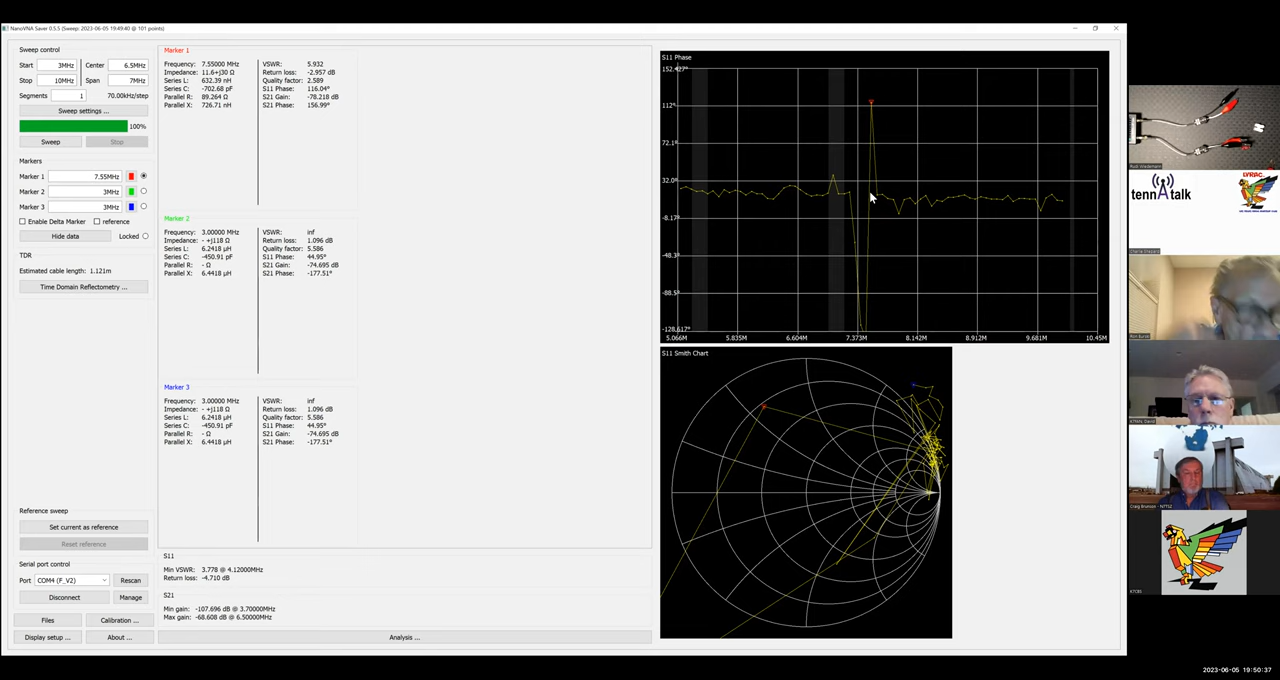 NanoVNA Saver 0.5.5 (Sweep: 2023-06-05 19:49:40 @ 101 points)
Sweep control
Start 3MHz Center 6.5MHz
Stop 10MHz Span 7MHz
Segments 1 70.00kHz/step
Sweep settings ...
100%
Sweep Stop
Markers
Marker 1 7.55MHz
Marker 2 3MHz
Marker 3 3MHz
Enable Delta Marker reference
Hide data Locked
TDR
Estimated cable length: 1.121m
Time Domain Reflectometry ...
Reference sweep
Set current as reference
Reset reference
Serial port control
Port COM4 (F_V2) Rescan
Disconnect Manage
Files Calibration ...
Display setup ... About ...
Marker 1
Frequency: 7.55000 MHz VSWR: 5.932
Impedance: 11.6+j30 Ω Return loss: -2.957 dB
Series L: 632.39 nH Quality factor: 2.589
Series C: -702.68 pF S11 Phase: 116.04°
Parallel R: 89.264 Ω S21 Gain: -78.218 dB
Parallel X: 726.71 nH S21 Phase: 156.99°
Marker 2
Frequency: 3.00000 MHz VSWR: inf
Impedance: - +j118 Ω Return loss: 1.096 dB
Series L: 6.2418 µH Quality factor: 5.586
Series C: -450.91 pF S11 Phase: 44.95°
Parallel R: - Ω S21 Gain: -74.695 dB
Parallel X: 6.4418 µH S21 Phase: -177.51°
Marker 3
Frequency: 3.00000 MHz VSWR: inf
Impedance: - +j118 Ω Return loss: 1.096 dB
Series L: 6.2418 µH Quality factor: 5.586
Series C: -450.91 pF S11 Phase: 44.95°
Parallel R: - Ω S21 Gain: -74.695 dB
Parallel X: 6.4418 µH S21 Phase: -177.51°
S11
Min VSWR: 3.778 @ 4.12000MHz
Return loss: -4.710 dB
S21
Min gain: -107.696 dB @ 3.70000MHz
Max gain: -68.608 dB @ 6.50000MHz
Analysis ...
S11 Phase
152.427°
112°
72.1°
32.0°
-8.17°
-48.3°
-88.5°
-128.617°
5.066M 5.835M 6.604M 7.373M 8.142M 8.912M 9.681M 10.45M
S11 Smith Chart
Rudi Wiedemann
tennAtalk
LVRAC
Ron Burak
K7MAL David
Craig Brunson - N7TSZ
K7CBS
2023-06-05 19:50:37